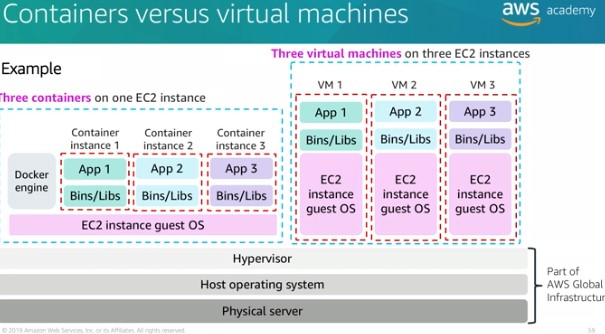 Containers versus virtual machines
aws academy
Three virtual machines on three EC2 instances
Example
Three containers on one EC2 instance
VM 1
VM 2
VM 3
App 1
App 2
App 3
Bins/Libs
Bins/Libs
Bins/Libs
EC2
instance
guest OS
EC2
instance
guest OS
EC2
instance
guest OS
Container
instance 1
Container
instance 2
Container
instance 3
Docker
engine
App 1
App 2
App 3
Bins/Libs
Bins/Libs
Bins/Libs
EC2 instance guest OS
Hypervisor
Host operating system
Physical server
Part of
AWS Global
Infrastructur
© 2019 Amazon Web Services, Inc. or its Affiliates. All rights reserved.
59